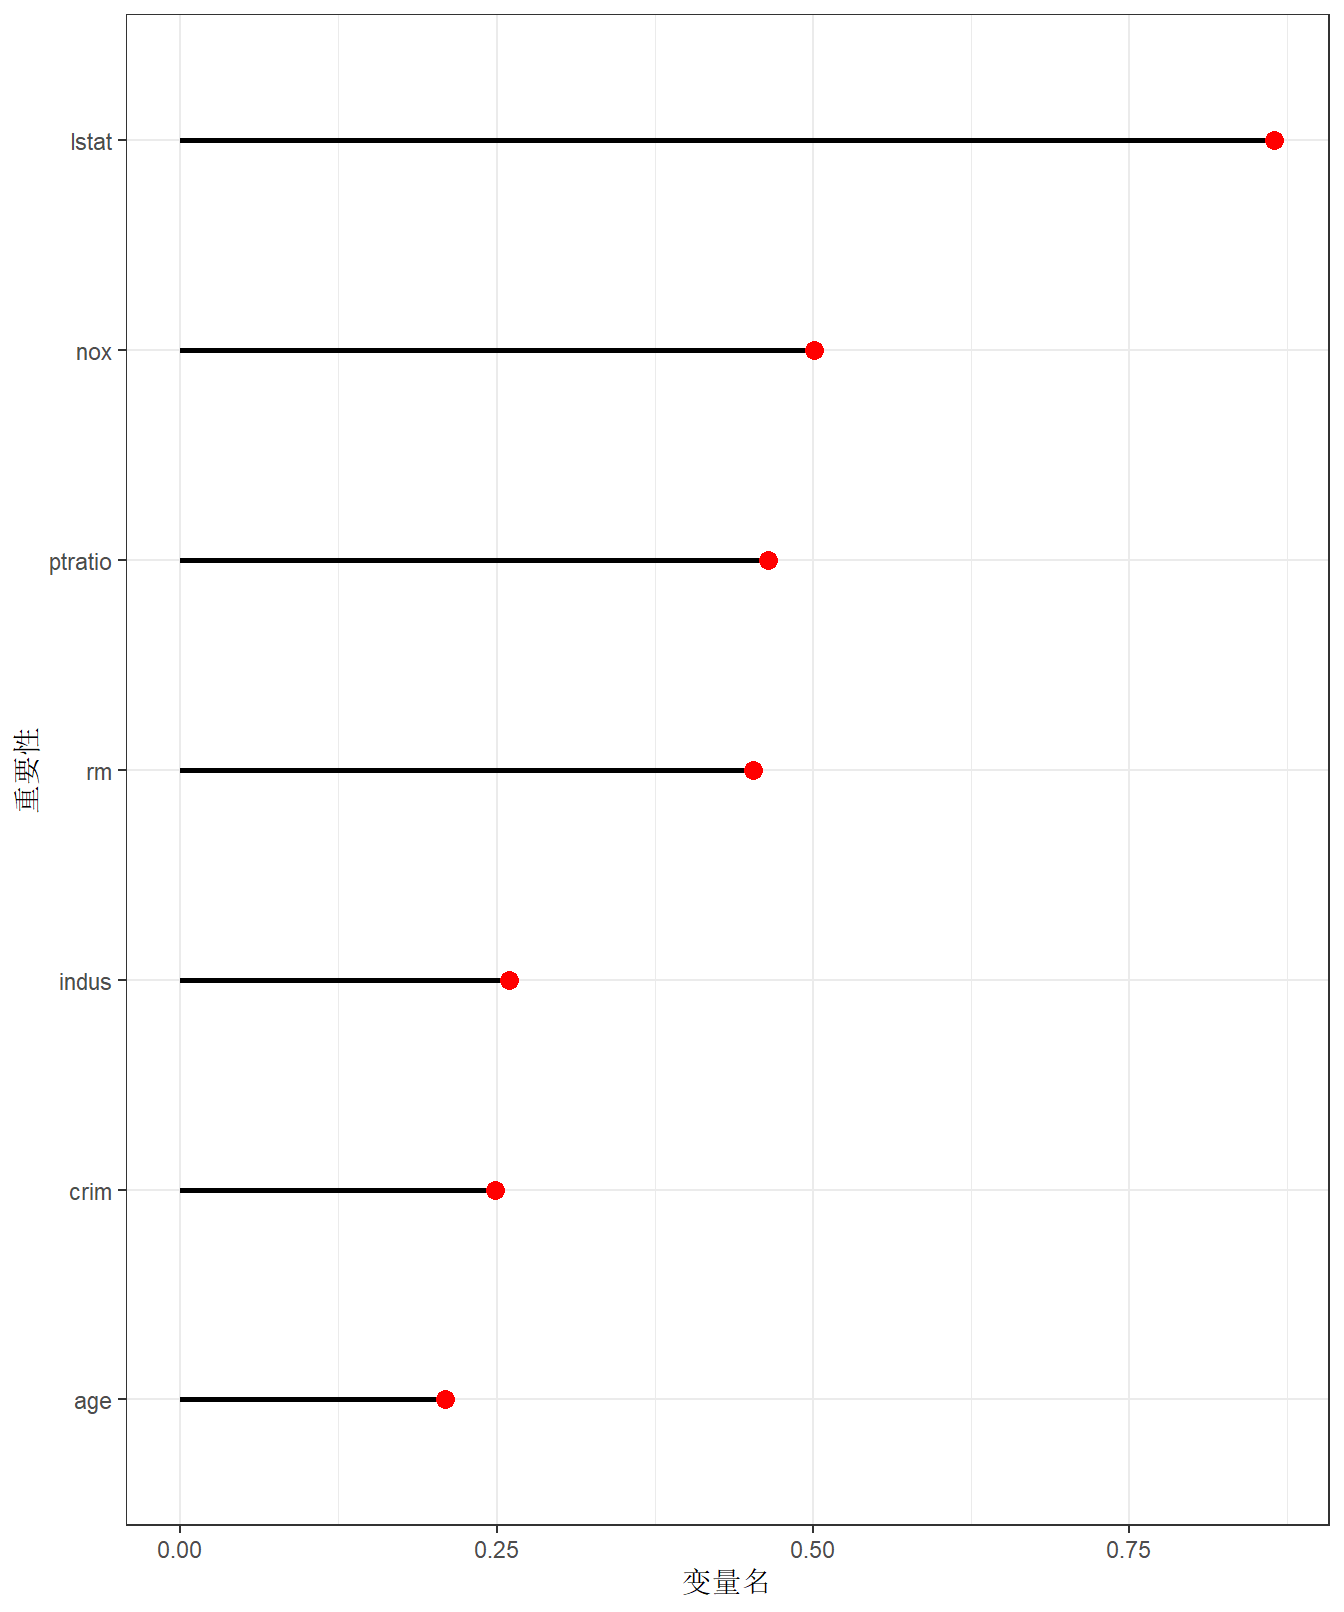 lstat
nox
ptratio
rm
indus
crim
age
重要性
0.00
0.25
0.50
0.75
变量名